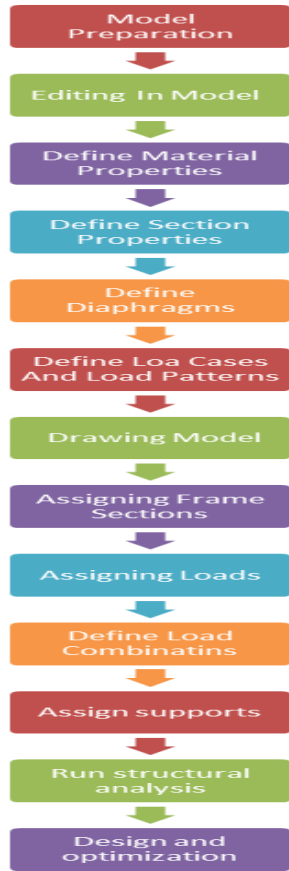 Model
Preparation
Editing In Model
Define Material
Properties
Define Section
Properties
Define
Diaphragms
Define Loa Cases
And Load Patterns
Drawing Model
Assigning Frame
Sections
Assigning Loads
Define Load
Combinatins
Assign supports
Run structural
analysis
Design and
optimization